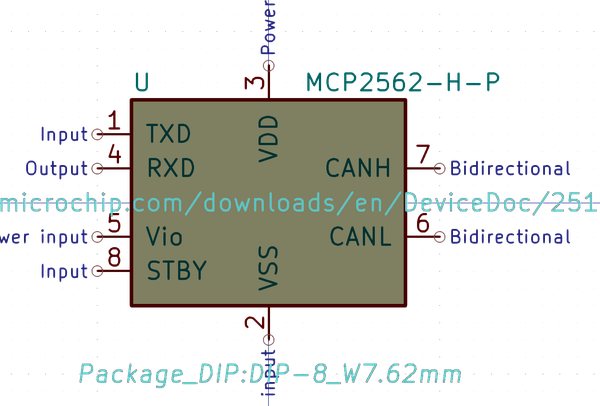 Power
U MCP2562-H-P
3
VDD
Input 1 TXD
Output 4 RXD CANH 7 Bidirectional
microchip.com/downloads/en/DeviceDoc/251
wer input 5 Vio CANL 6 Bidirectional
Input 8 STBY
VSS
2
input
Package_DIP:DIP-8_W7.62mm